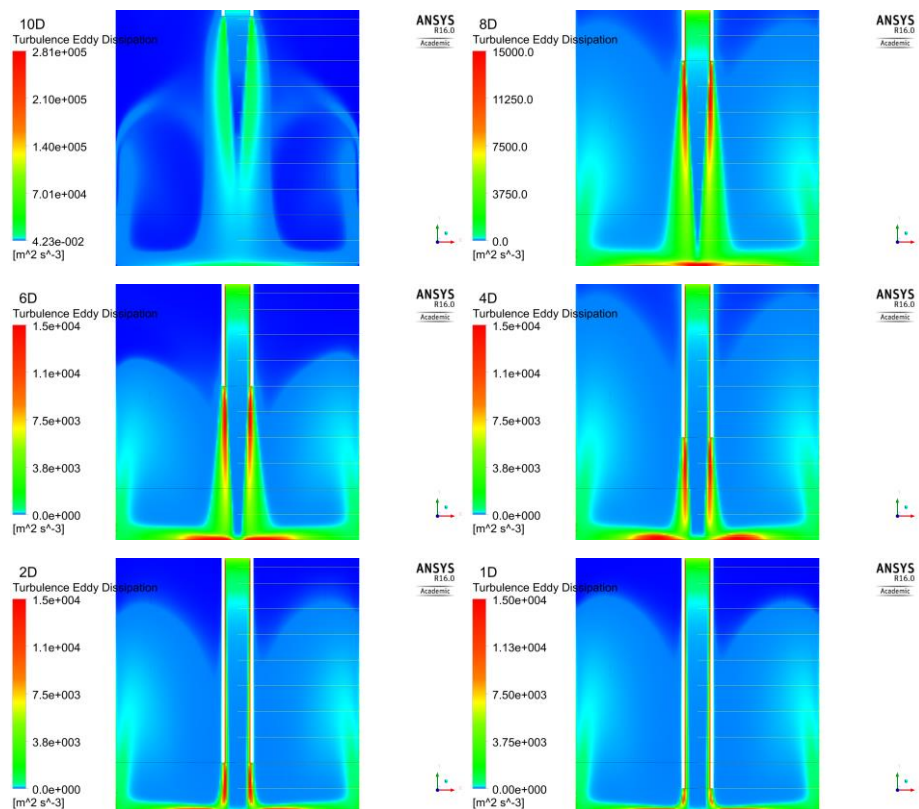 10D
Turbulence Eddy Dissipation
2.81e+005
2.10e+005
1.40e+005
7.01e+004
4.23e-002
[m^2 s^-3]
ANSYS
R16.0
Academic
8D
Turbulence Eddy Dissipation
15000.0
11250.0
7500.0
3750.0
0.0
[m^2 s^-3]
ANSYS
R16.0
Academic
6D
Turbulence Eddy Dissipation
1.5e+004
1.1e+004
7.5e+003
3.8e+003
0.0e+000
[m^2 s^-3]
ANSYS
R16.0
Academic
4D
Turbulence Eddy Dissipation
1.5e+004
1.1e+004
7.5e+003
3.8e+003
0.0e+000
[m^2 s^-3]
ANSYS
R16.0
Academic
2D
Turbulence Eddy Dissipation
1.5e+004
1.1e+004
7.5e+003
3.8e+003
0.0e+000
[m^2 s^-3]
ANSYS
R16.0
Academic
1D
Turbulence Eddy Dissipation
1.50e+004
1.13e+004
7.50e+003
3.75e+003
0.00e+000
[m^2 s^-3]
ANSYS
R16.0
Academic